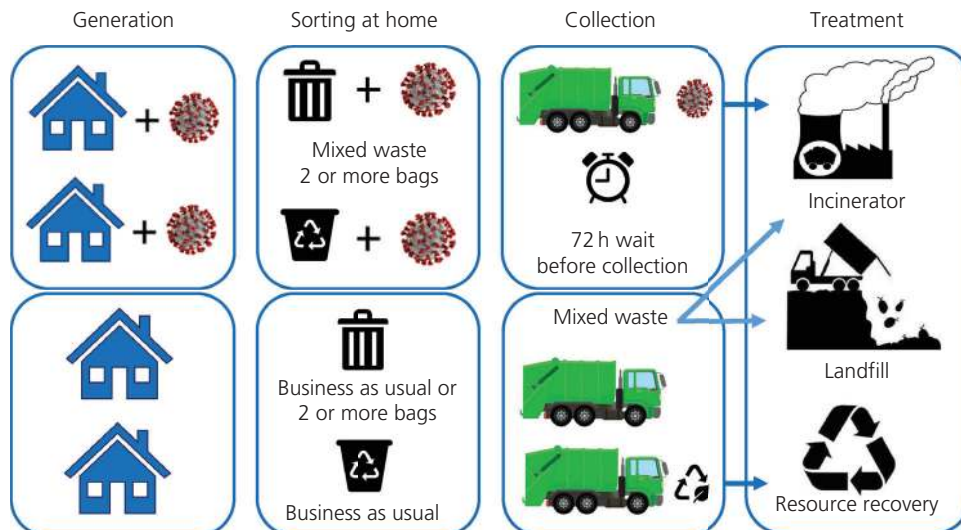 Generation
Sorting at home
Collection
Treatment
Mixed waste
2 or more bags
72 h wait
before collection
Incinerator
Landfill
Business as usual or
2 or more bags
Business as usual
Mixed waste
Resource recovery